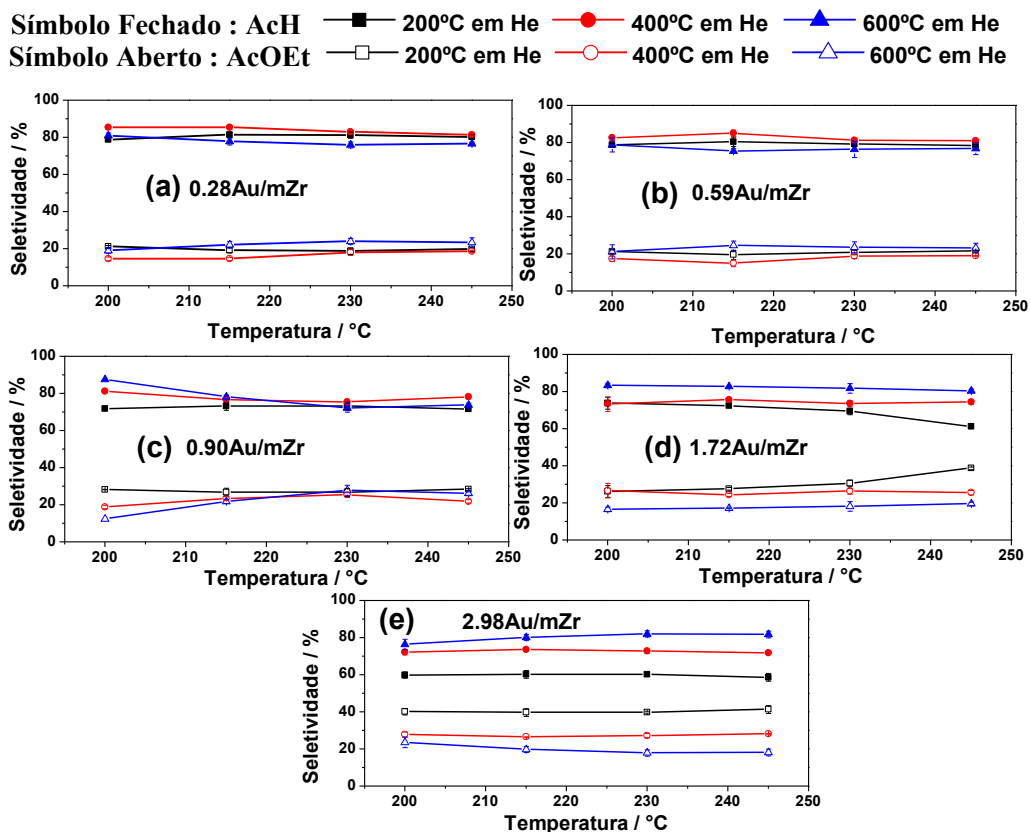 Símbolo Fechado : AcH 200ºC em He 400ºC em He 600ºC em He
Símbolo Aberto : AcOEt 200ºC em He 400ºC em He 600ºC em He
100
80
60
40
20
0
Seletividade / %
(a) 0.28Au/mZr
200 210 220 230 240 250
Temperatura / °C
100
80
60
40
20
0
Seletividade / %
(b) 0.59Au/mZr
200 210 220 230 240 250
Temperatura / °C
100
80
60
40
20
0
Seletividade / %
(c) 0.90Au/mZr
200 210 220 230 240 250
Temperatura / °C
100
80
60
40
20
0
Seletividade / %
(d) 1.72Au/mZr
200 210 220 230 240 250
Temperatura / °C
100
80
60
40
20
0
Seletividade / %
(e) 2.98Au/mZr
200 210 220 230 240 250
Temperatura / °C